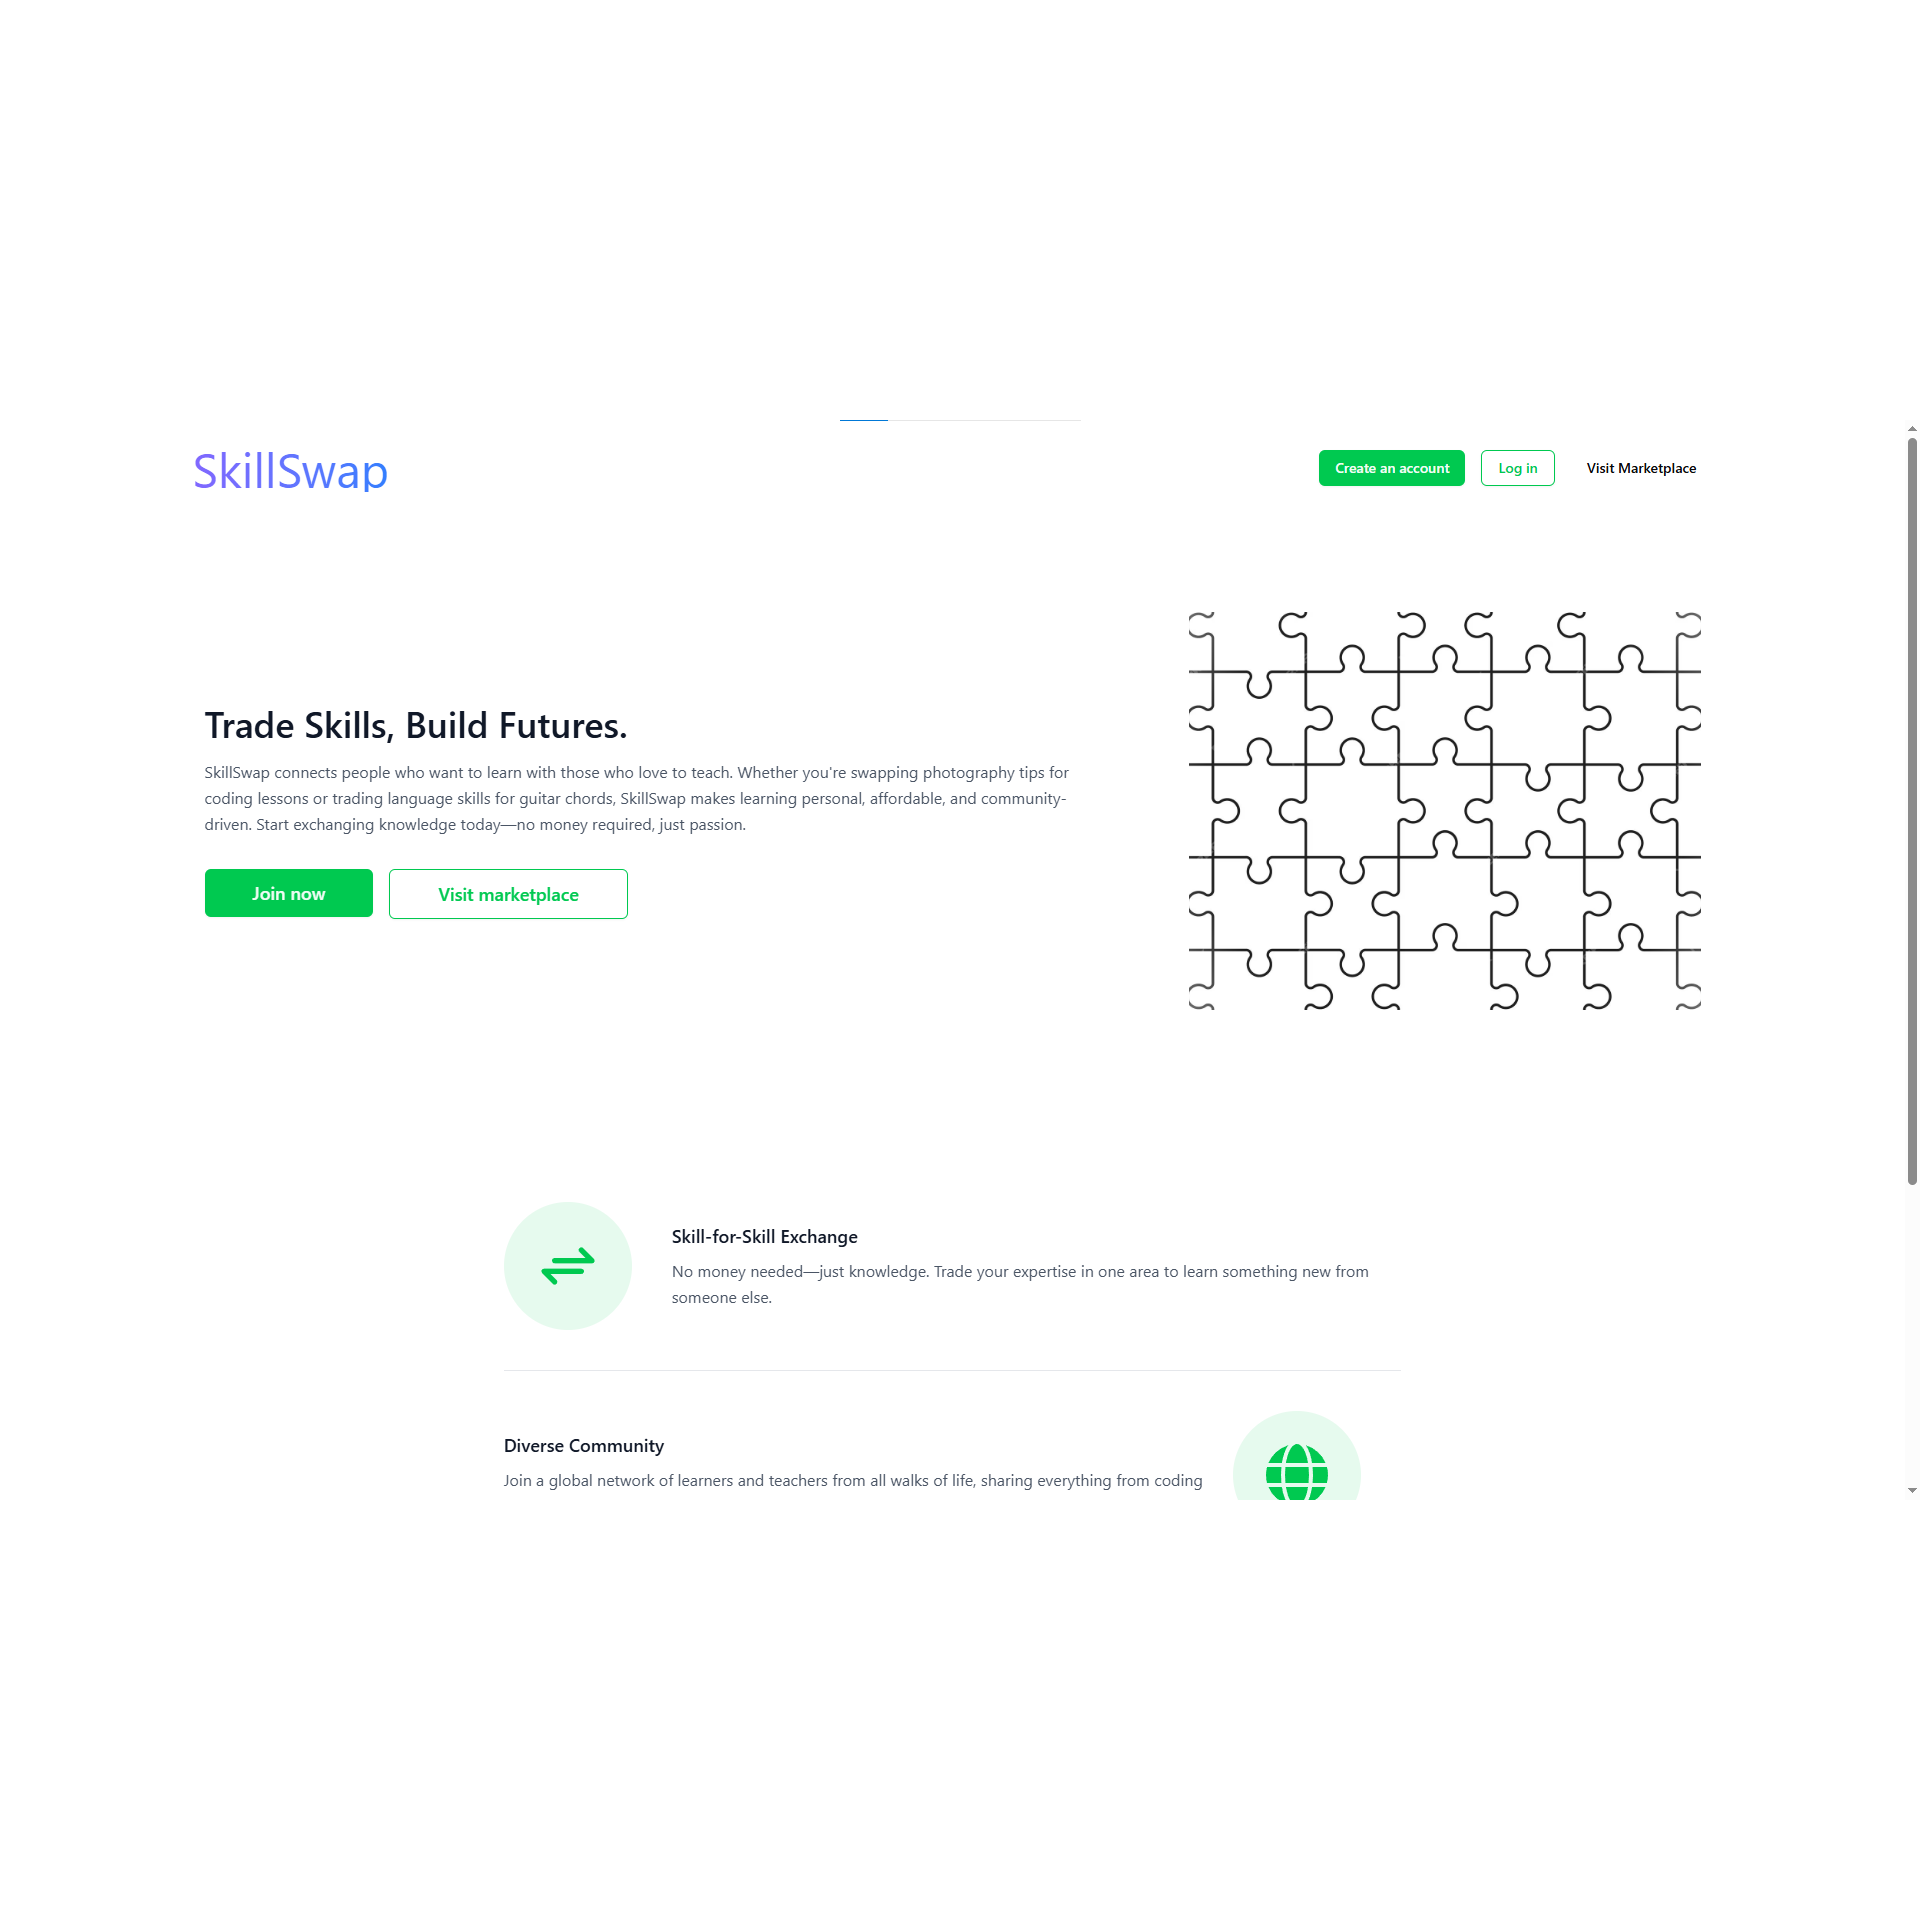 SkillSwap
Create an account
Log in
Visit Marketplace
Trade Skills, Build Futures.
SkillSwap connects people who want to learn with those who love to teach. Whether you're swapping photography tips for
coding lessons or trading language skills for guitar chords, SkillSwap makes learning personal, affordable, and community-
driven. Start exchanging knowledge today—no money required, just passion.
Join now
Visit marketplace
Skill-for-Skill Exchange
No money needed—just knowledge. Trade your expertise in one area to learn something new from
someone else.
Diverse Community
Join a global network of learners and teachers from all walks of life, sharing everything from coding